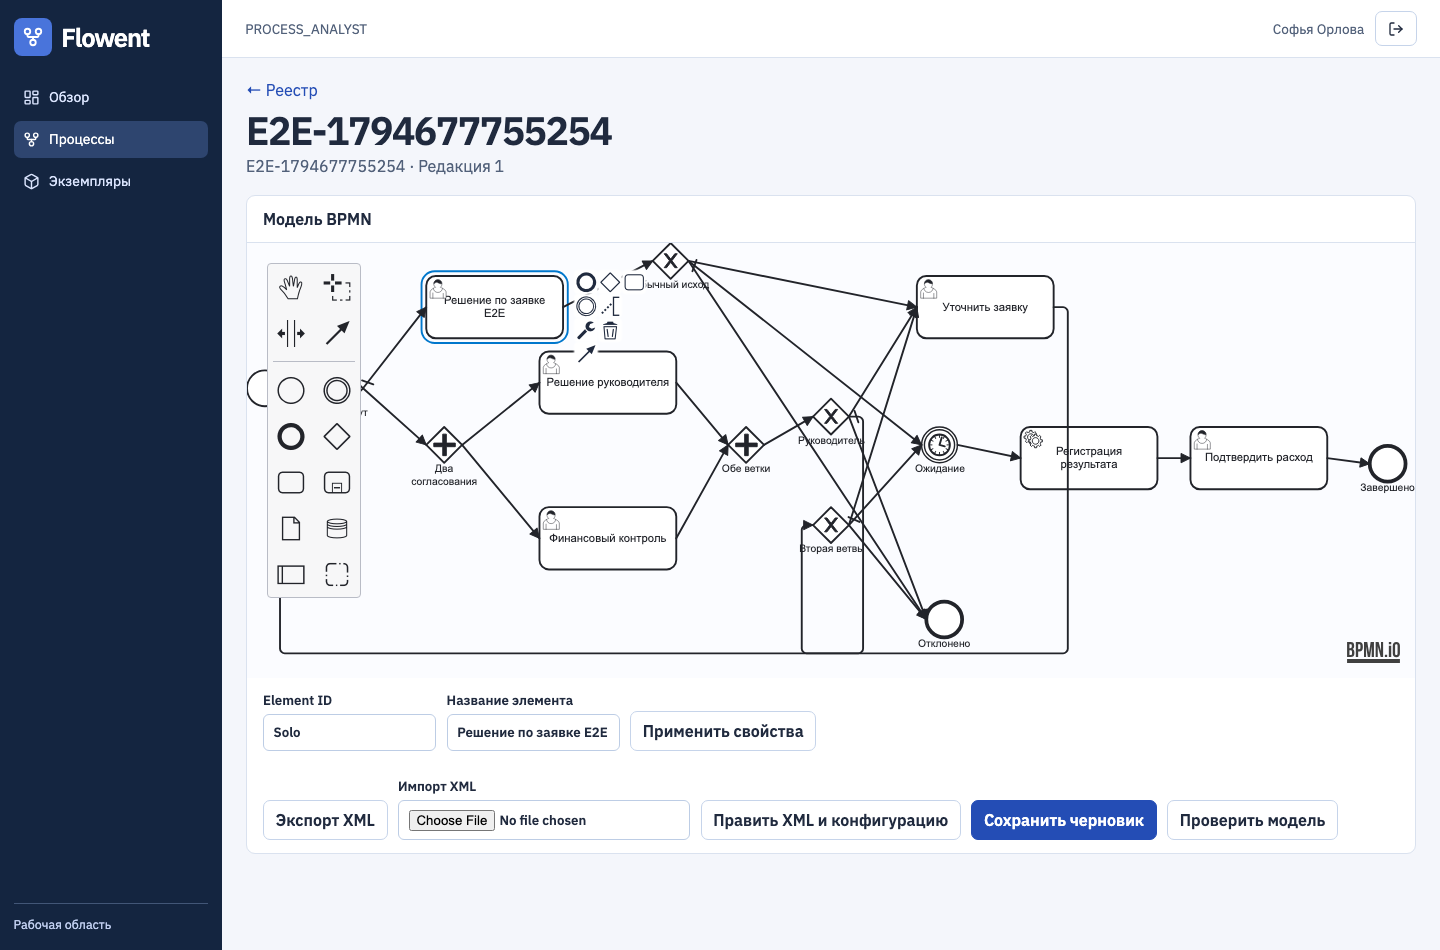 Flowent
PROCESS_ANALYST
Софья Орлова
Обзор
Процессы
Экземпляры
← Реестр
E2E-1794677755254
E2E-1794677755254 · Редакция 1
Модель BPMN
Решение по заявке
E2E
исход
Уточнить заявку
Решение руководителя
Два
согласования
Обе ветки
Руководитель
Ожидание
Регистрация
результата
Подтвердить расход
Завершено
Финансовый контроль
Вторая ветвь
Отклонено
BPMN.iO
Element ID
Название элемента
Solo
Решение по заявке E2E
Применить свойства
Импорт XML
Экспорт XML
Choose File No file chosen
Править XML и конфигурацию
Сохранить черновик
Проверить модель
Рабочая область